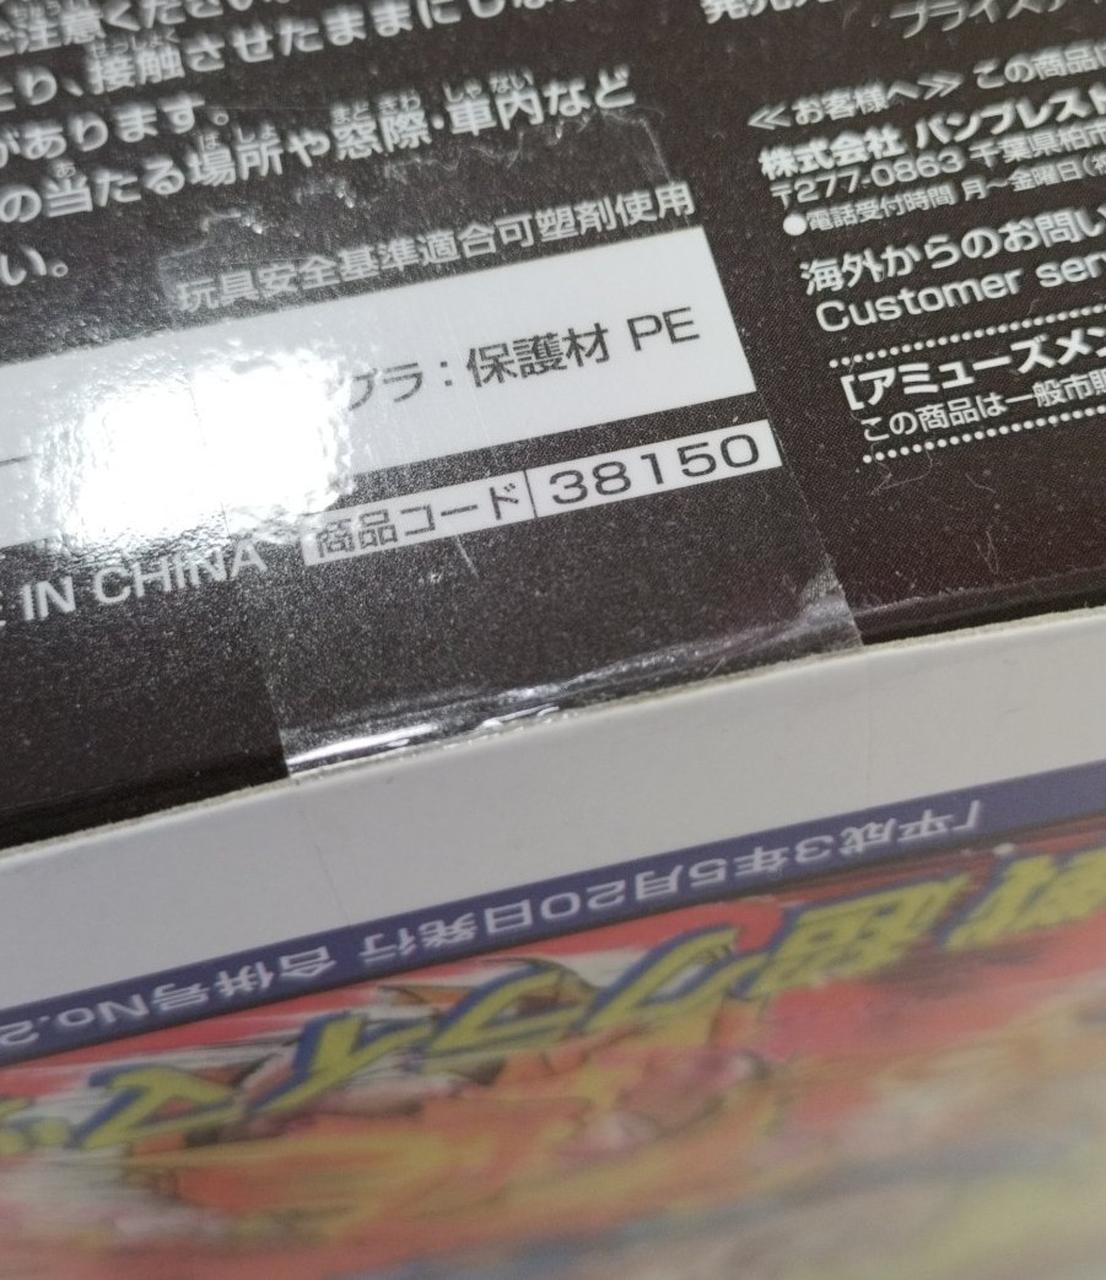 注意ください
り、接触させたままにし
があります。
の当たる場所や窓際・車内など
い。
玩具安全基準適合可塑剤使用
プラ：保護材 PE
商品コード 38150
IN CHINA
≪お客様へ≫ この商品
株式会社 バンプレスト
〒277-0863 千葉県柏市
●電話受付時間 月～金曜日
海外からのお問い
Customer ser
【アミューズメン
この商品は一般市販
「平成3年5月20日発行 合併号No.2